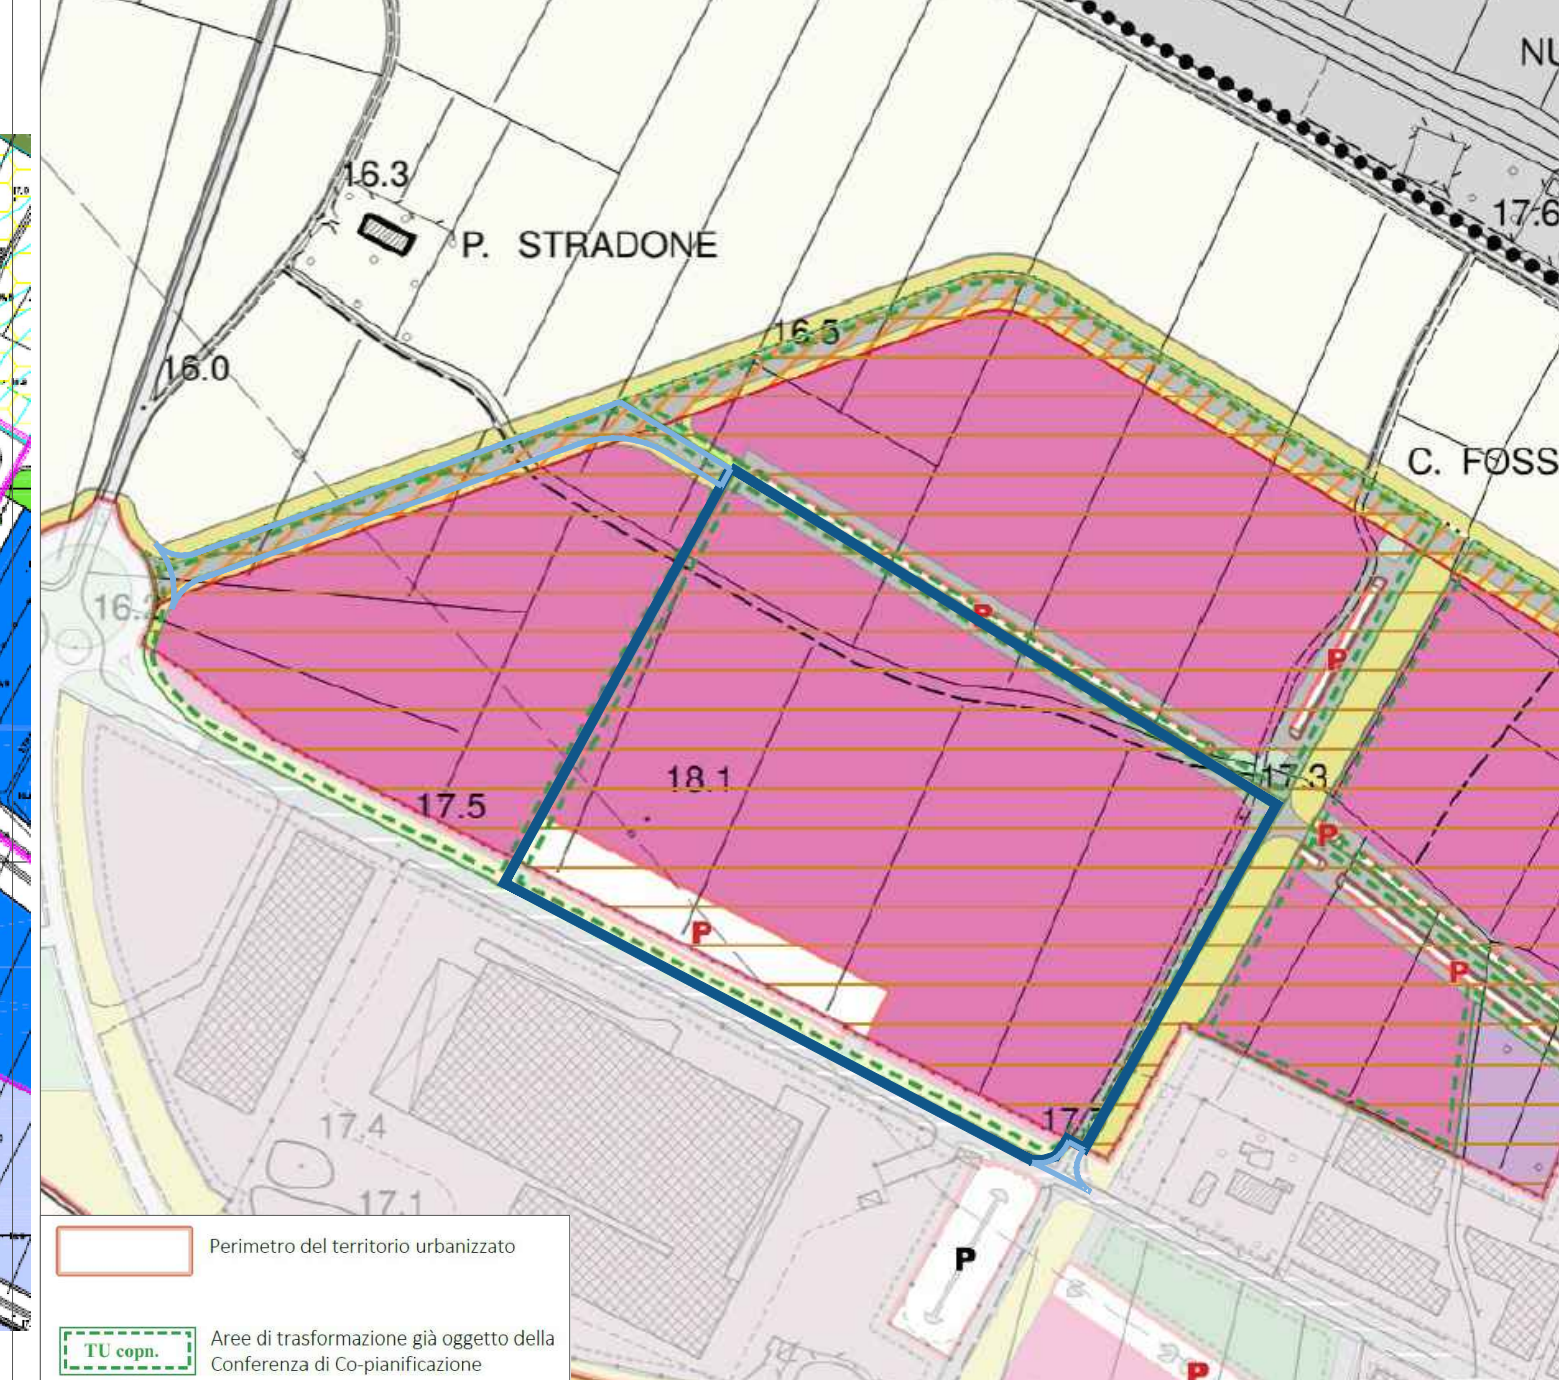 NU
16.3
17.6
P. STRADONE
16.5
16.0
C. FOSS
P
16.2
P
18.1
17.3
17.5
P
P
P
17.7
17.4
17.1
P
P
Perimetro del territorio urbanizzato
TU copn.
Aree di trasformazione già oggetto della
Conferenza di Co-pianificazione